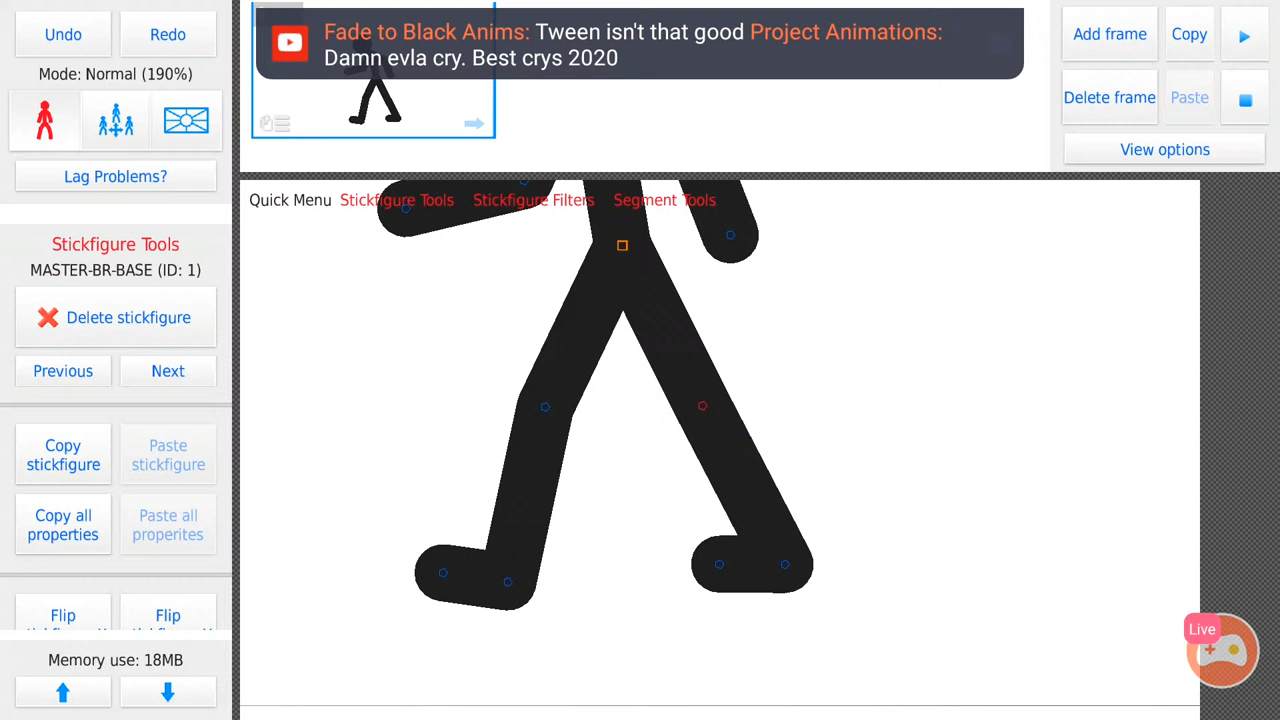 Undo
Redo
Mode: Normal (190%)
Lag Problems?
Stickfigure Tools
MASTER-BR-BASE (ID: 1)
Delete stickfigure
Previous
Next
Copy stickfigure
Paste stickfigure
Copy all properties
Paste all properites
Flip
Flip
Memory use: 18MB
Fade to Black Anims: Tween isn't that good Project Animations:
Damn evla cry. Best crys 2020
Add frame
Copy
Delete frame
Paste
View options
Quick Menu Stickfigure Tools Stickfigure Filters Segment Tools
Live